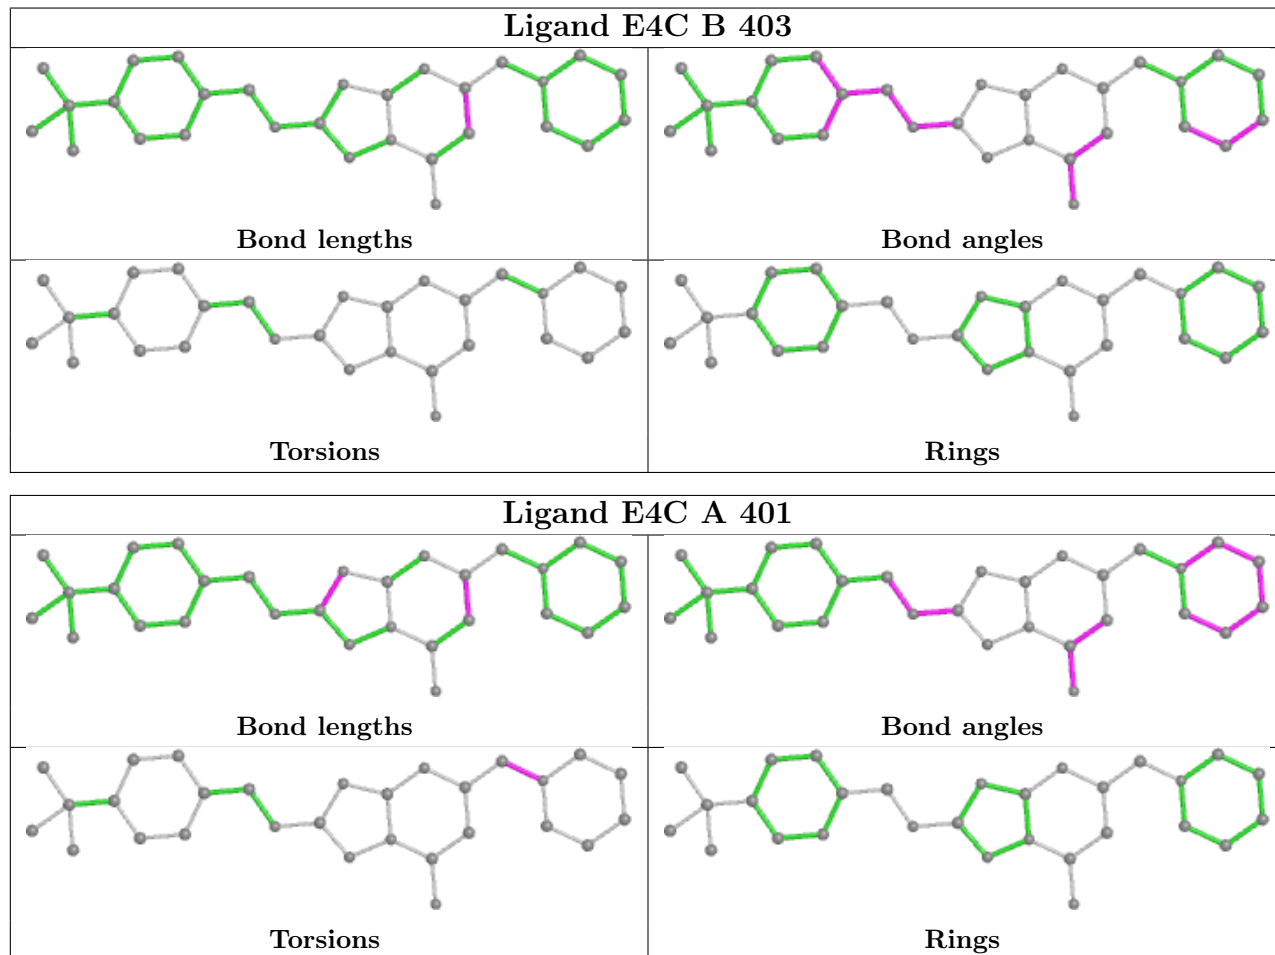 Ligand E4C B 403
Bond lengths
Bond angles
Torsions
Rings
Ligand E4C A 401
Bond lengths
Bond angles
Torsions
Rings